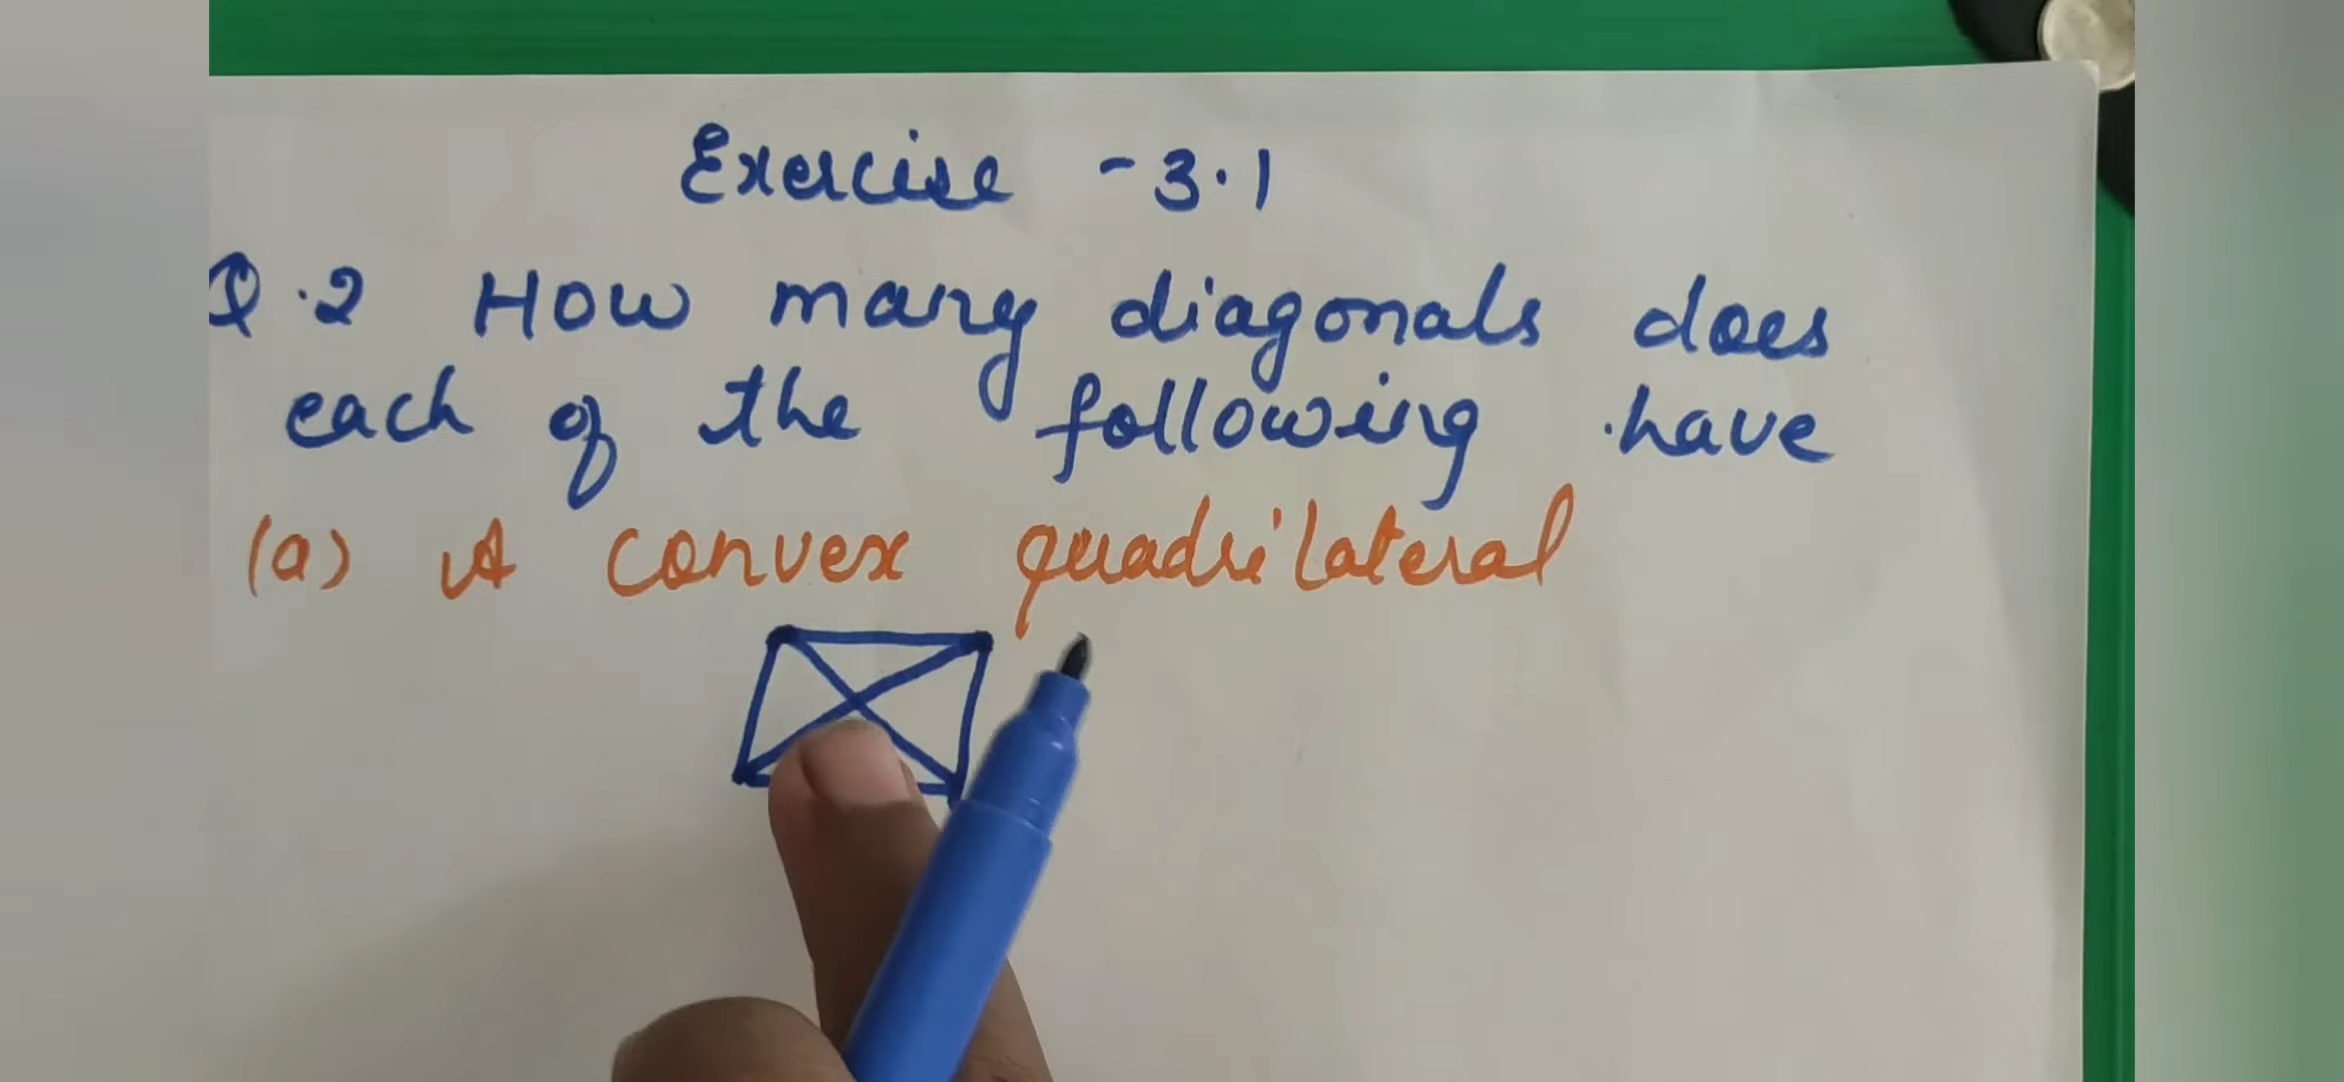 Exercise - 3.1
Q.2 How many diagonals does
each of the following have
(a) A convex quadrilateral